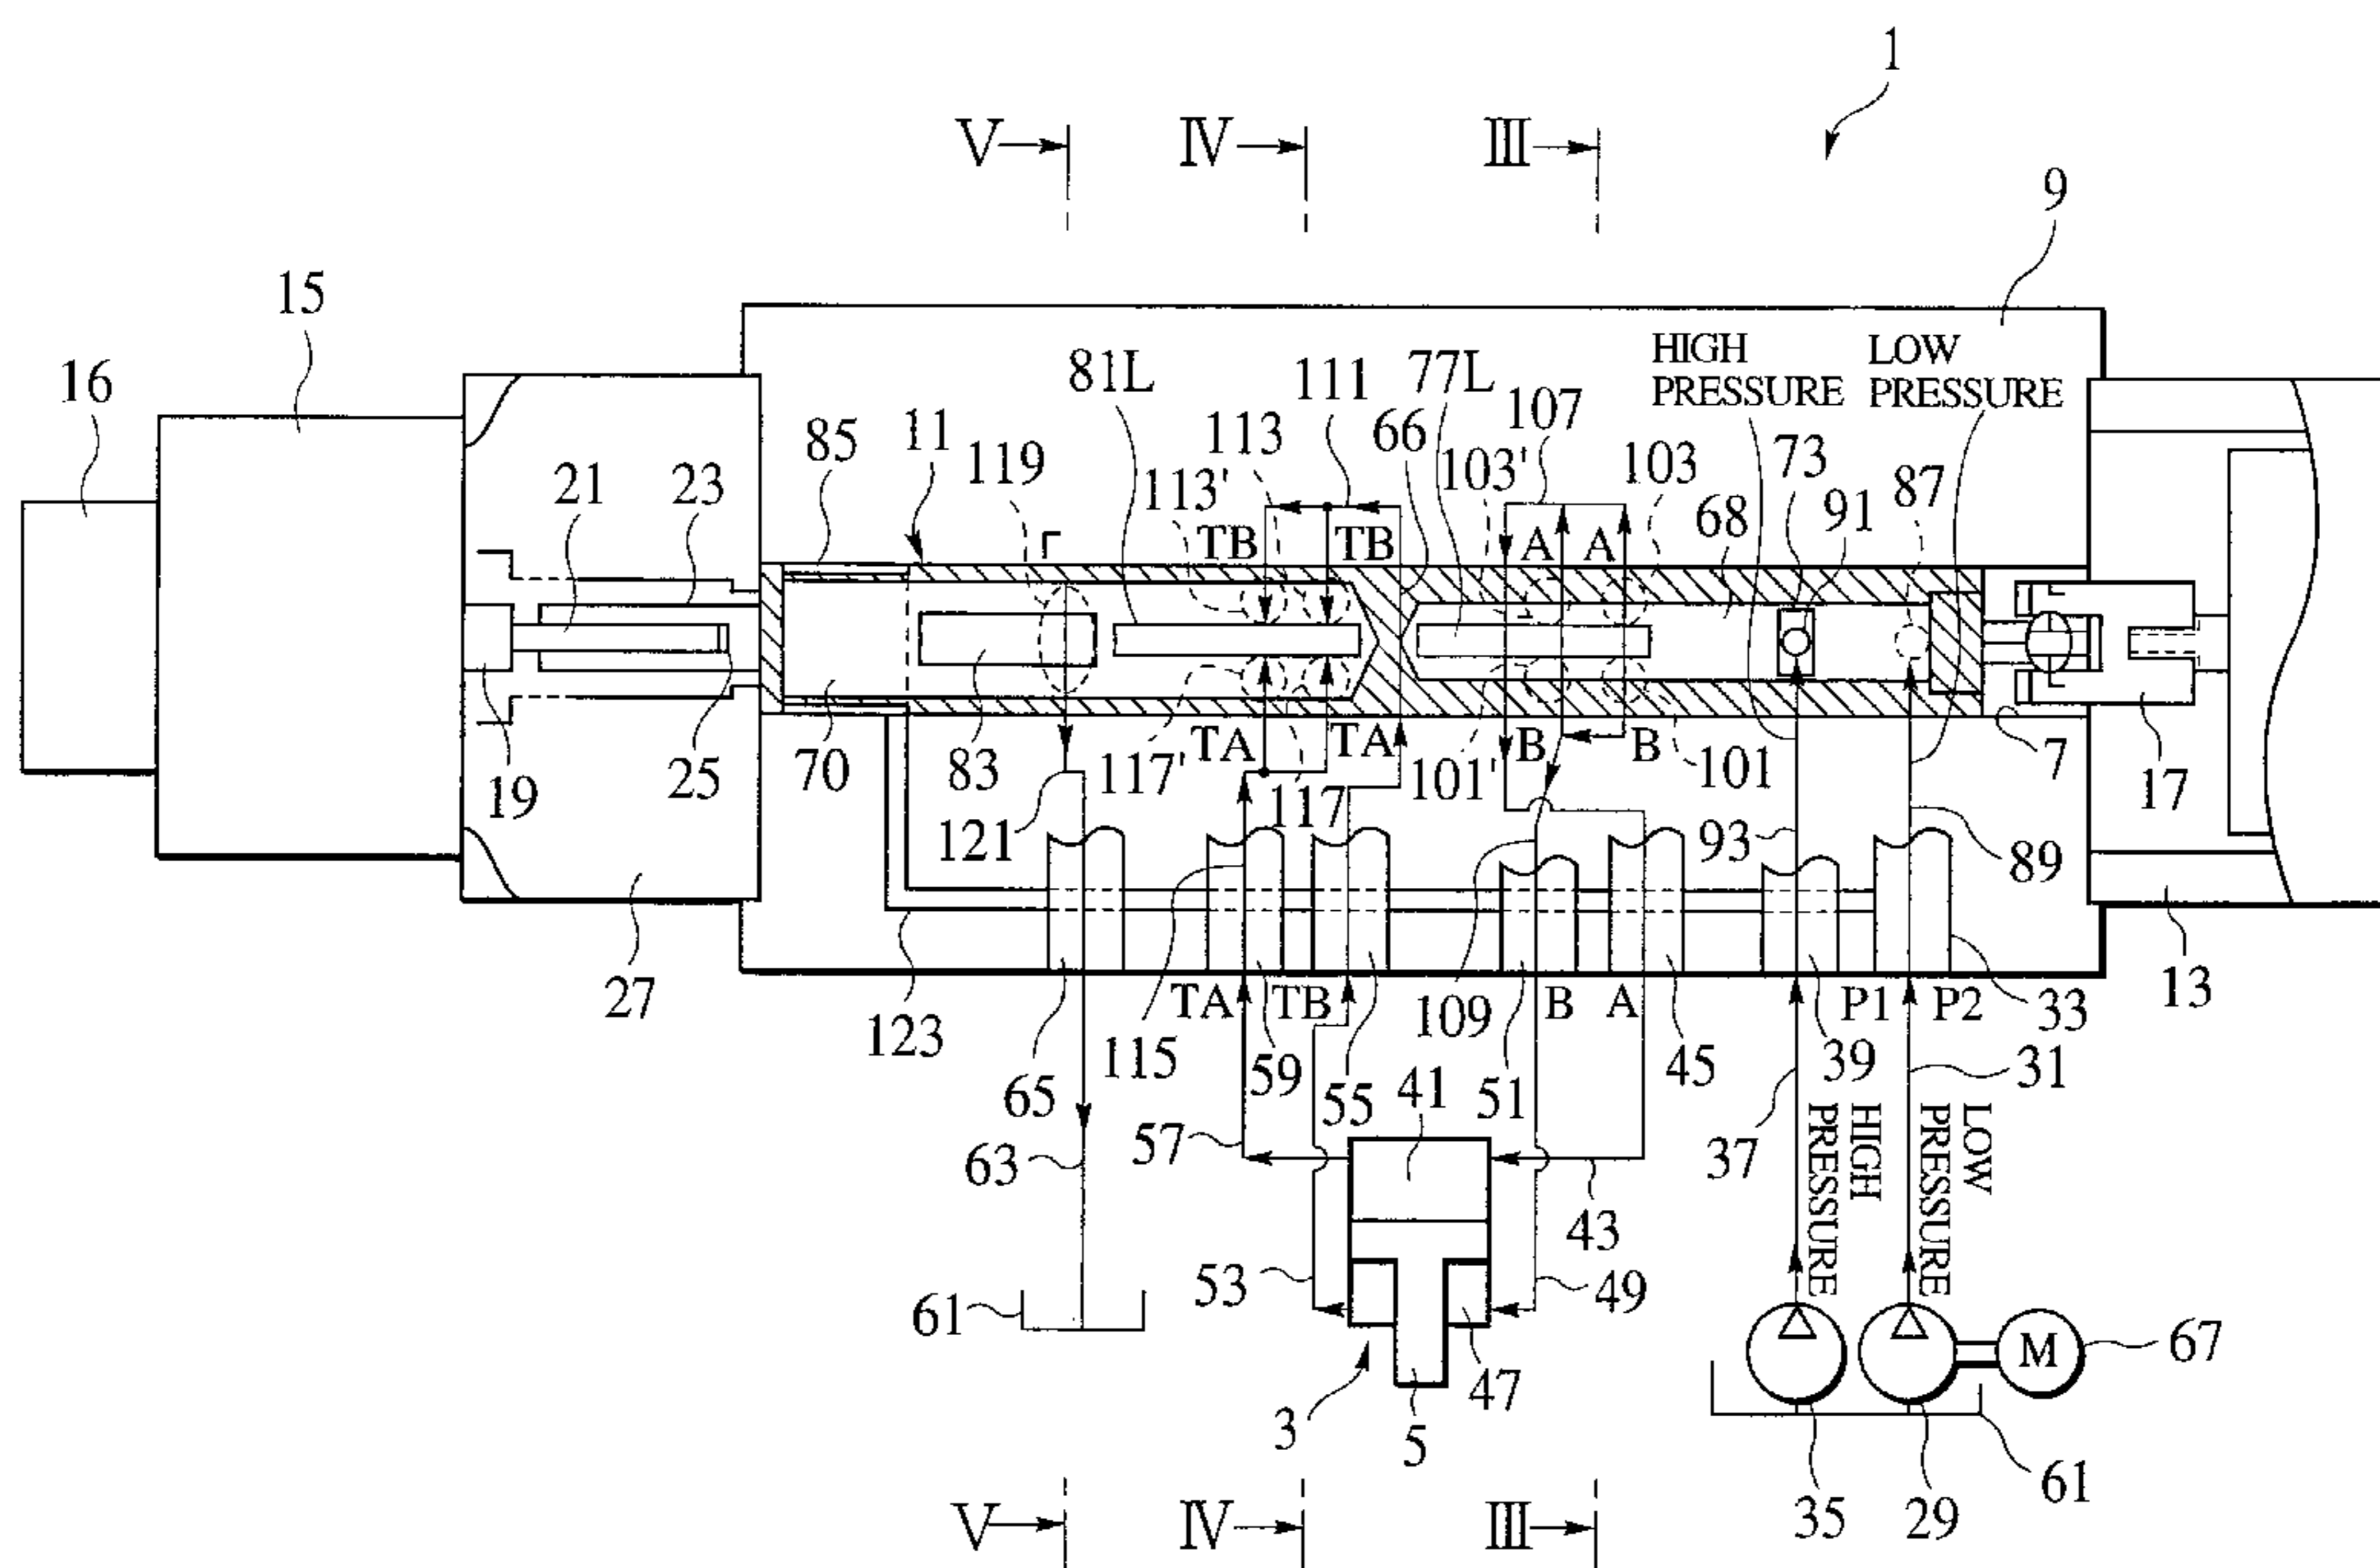 1
V IV III
9
15
16
HIGH PRESSURE
LOW PRESSURE
81L 111 77L 107
85 11 113 66
119 103' 103 73 87
21 23 113' 68 91
TB TB A A
TA TA B B
70 83 117' 101' 101 7
19 25 117 17
121 93 89
27 TA TB B A P1 P2 33 13
123 65 115 59 55 109 51 45 39 31
41
57 37
63 43
HIGH PRESSURE
LOW PRESSURE
53 49
61 M 67
3 5 47
35 29 61
V IV III